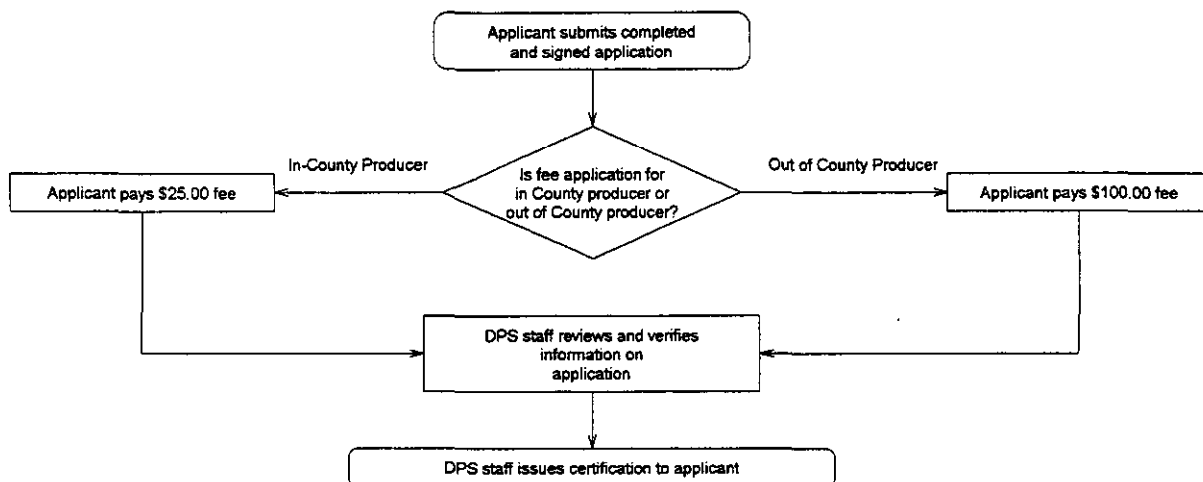 Applicant submits completed
and signed application
In-County Producer
Out of County Producer
Is fee application for
in County producer or
out of County producer?
Applicant pays $25.00 fee
Applicant pays $100.00 fee
DPS staff reviews and verifies
information on
application
DPS staff issues certification to applicant